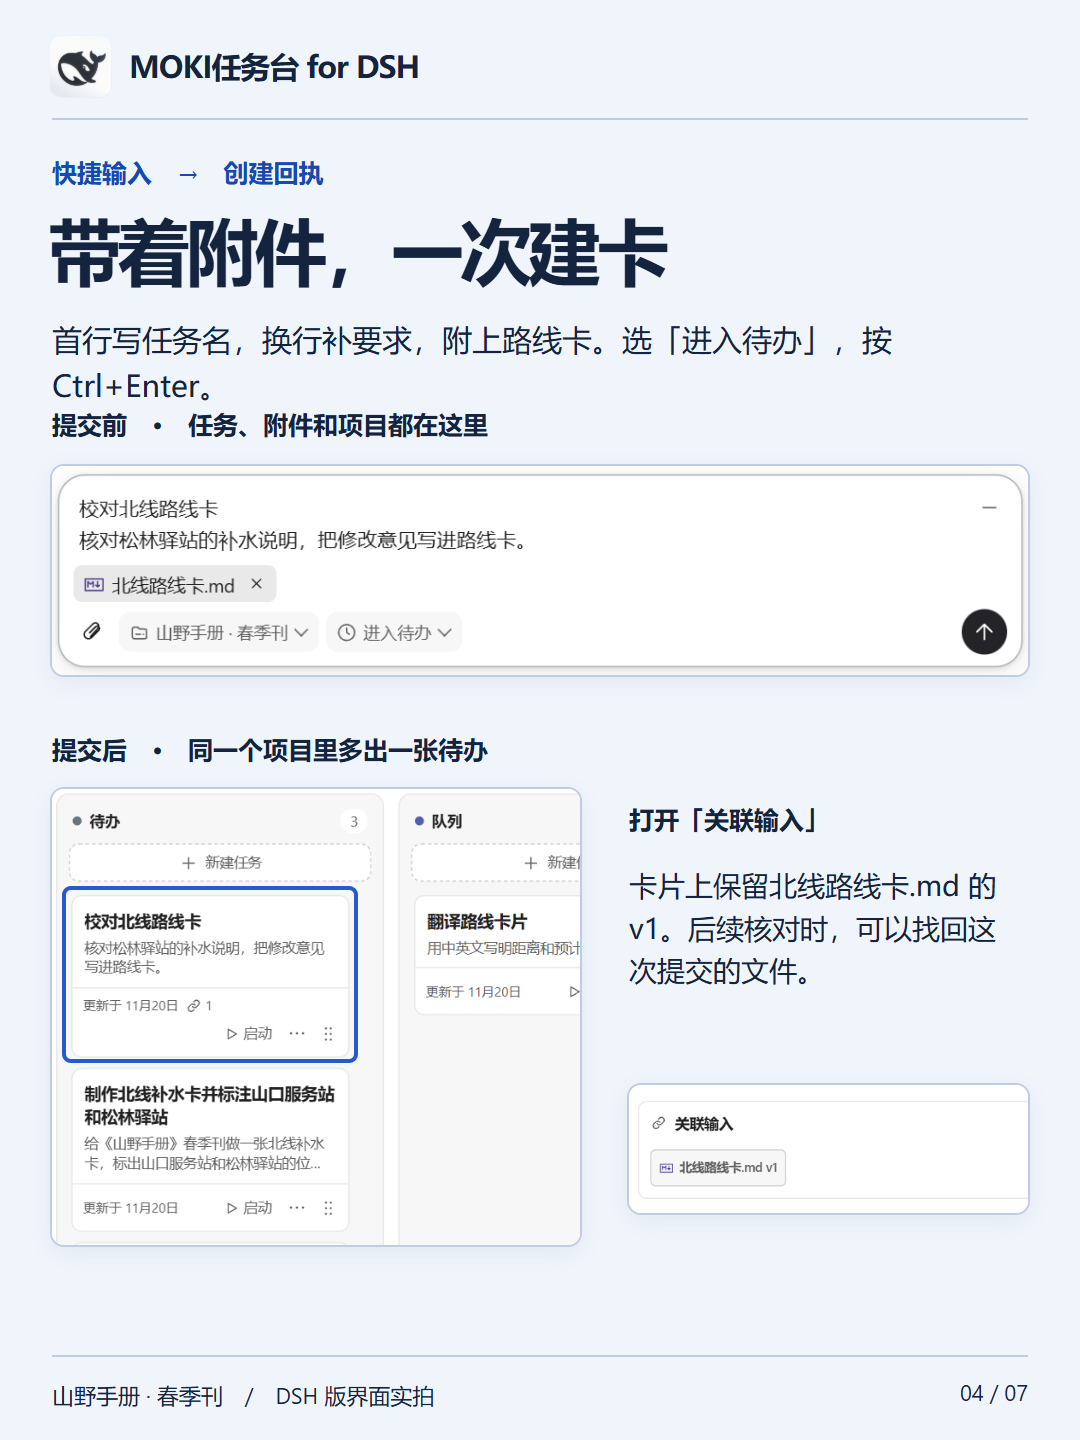 MOKI任务台 for DSH
快捷输入 → 创建回执
带着附件，一次建卡
首行写任务名，换行补要求，附上路线卡。选「进入待办」，按
Ctrl+Enter。
提交前 • 任务、附件和项目都在这里
校对北线路线卡
核对松林驿站的补水说明，把修改意见写进路线卡。
北线路线卡.md ×
山野手册 · 春季刊 进入待办
提交后 • 同一个项目里多出一张待办
待办 3
+ 新建任务
校对北线路线卡
核对松林驿站的补水说明，把修改意见
写进路线卡。
更新于 11月20日 1
启动 ···
制作北线补水卡并标注山口服务站
和松林驿站
给《山野手册》春季刊做一张北线补水
卡，标出山口服务站和松林驿站的位...
更新于 11月20日 启动 ···
队列
+ 新建
翻译路线卡片
用中英文写明距离和预计
更新于 11月20日
打开「关联输入」
卡片上保留北线路线卡.md 的
v1。后续核对时，可以找回这
次提交的文件。
关联输入
北线路线卡.md v1
山野手册 · 春季刊 / DSH 版界面实拍
04 / 07